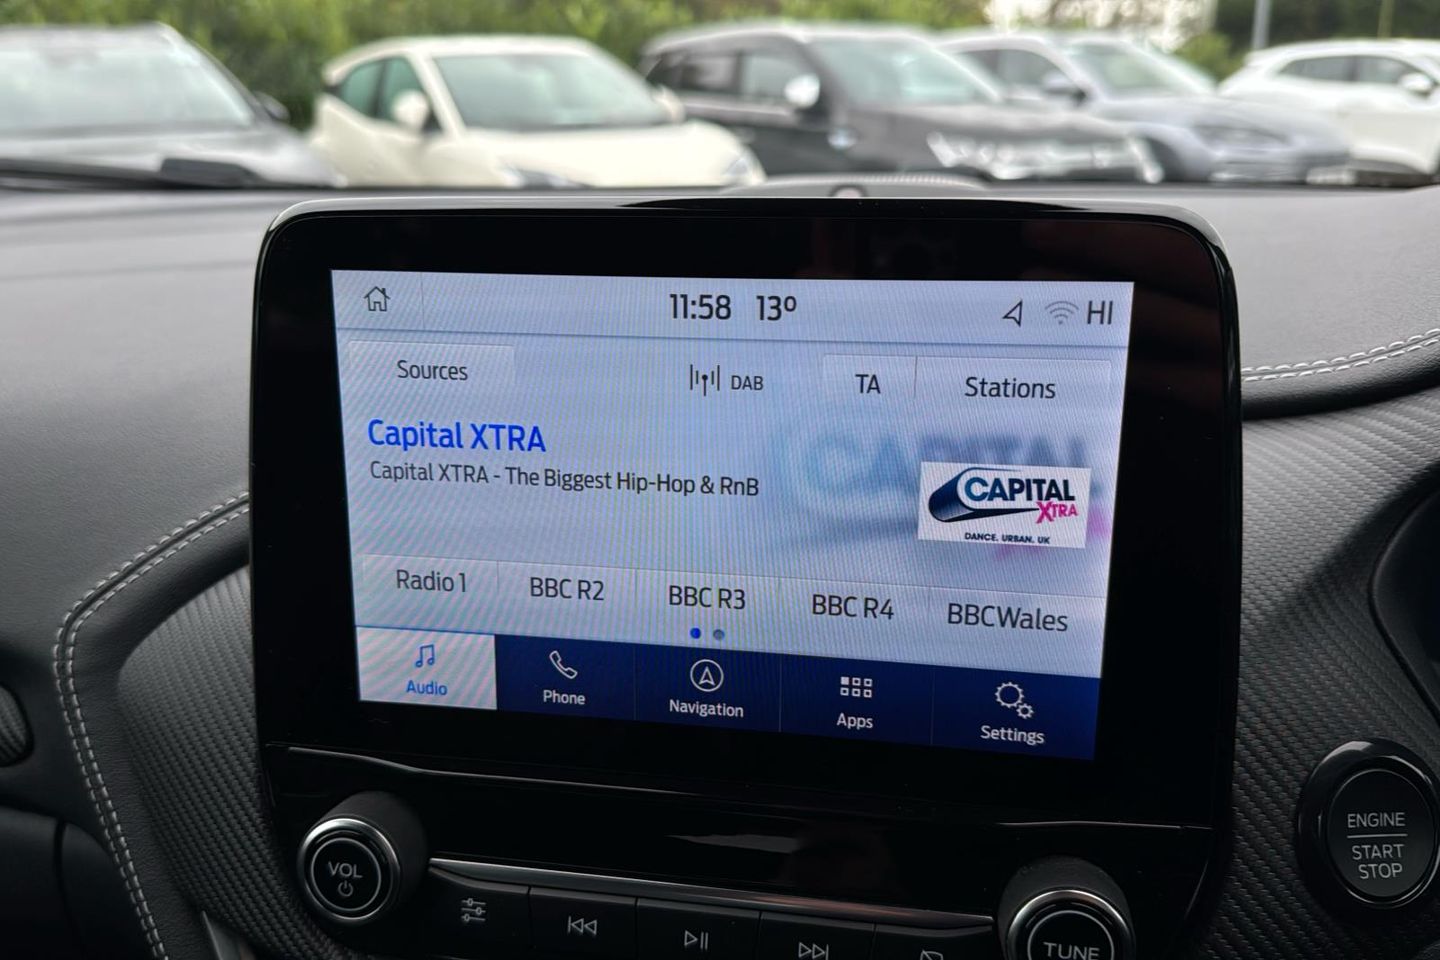 11:58 13º HI
Sources DAB TA Stations
Capital XTRA
Capital XTRA - The Biggest Hip-Hop & RnB
CAPITAL
CAPITAL
XTRA
DANCE. URBAN. UK
Radio 1 BBC R2 BBC R3 BBC R4 BBCWales
Audio Phone Navigation Apps Settings
VOL
TUNE
ENGINE
START
STOP